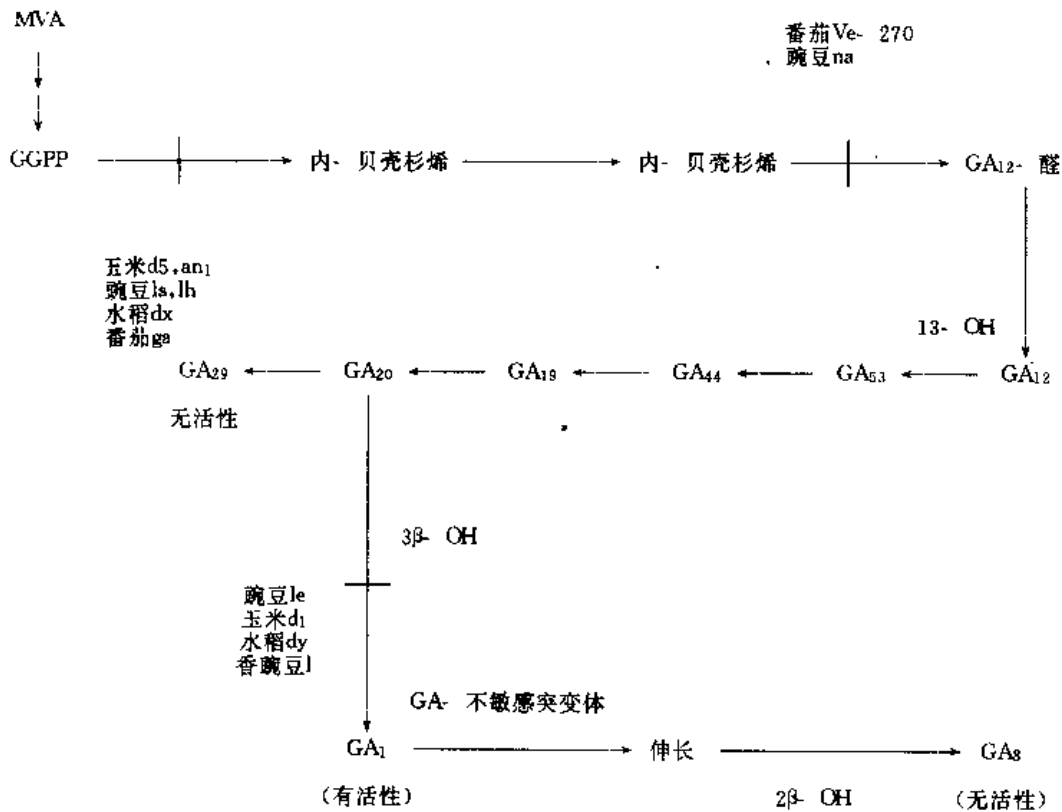 MVA
番茄Ve- 270
豌豆na
GGPP
内- 贝壳杉烯
内- 贝壳杉烯
GA12- 醛
玉米d5,an1
豌豆ls,lh
水稻dx
番茄ga
13- OH
GA29
GA20
GA19
GA44
GA53
GA12
无活性
3β- OH
豌豆le
玉米d1
水稻dy
香豌豆l
GA- 不敏感突变体
GA1
伸长
GA8
(有活性)
2β- OH
(无活性)